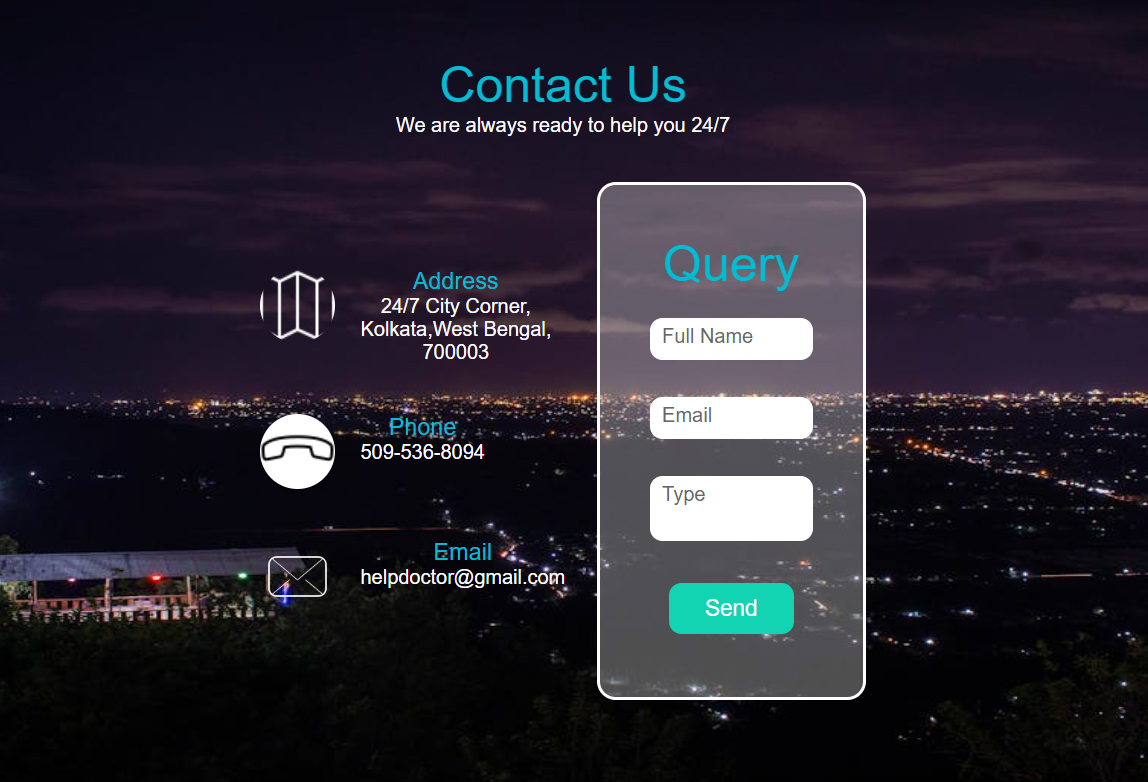 Contact Us
We are always ready to help you 24/7
Address
24/7 City Corner,
Kolkata,West Bengal,
700003
Phone
509-536-8094
Email
helpdoctor@gmail.com
Query
Full Name
Email
Type
Send